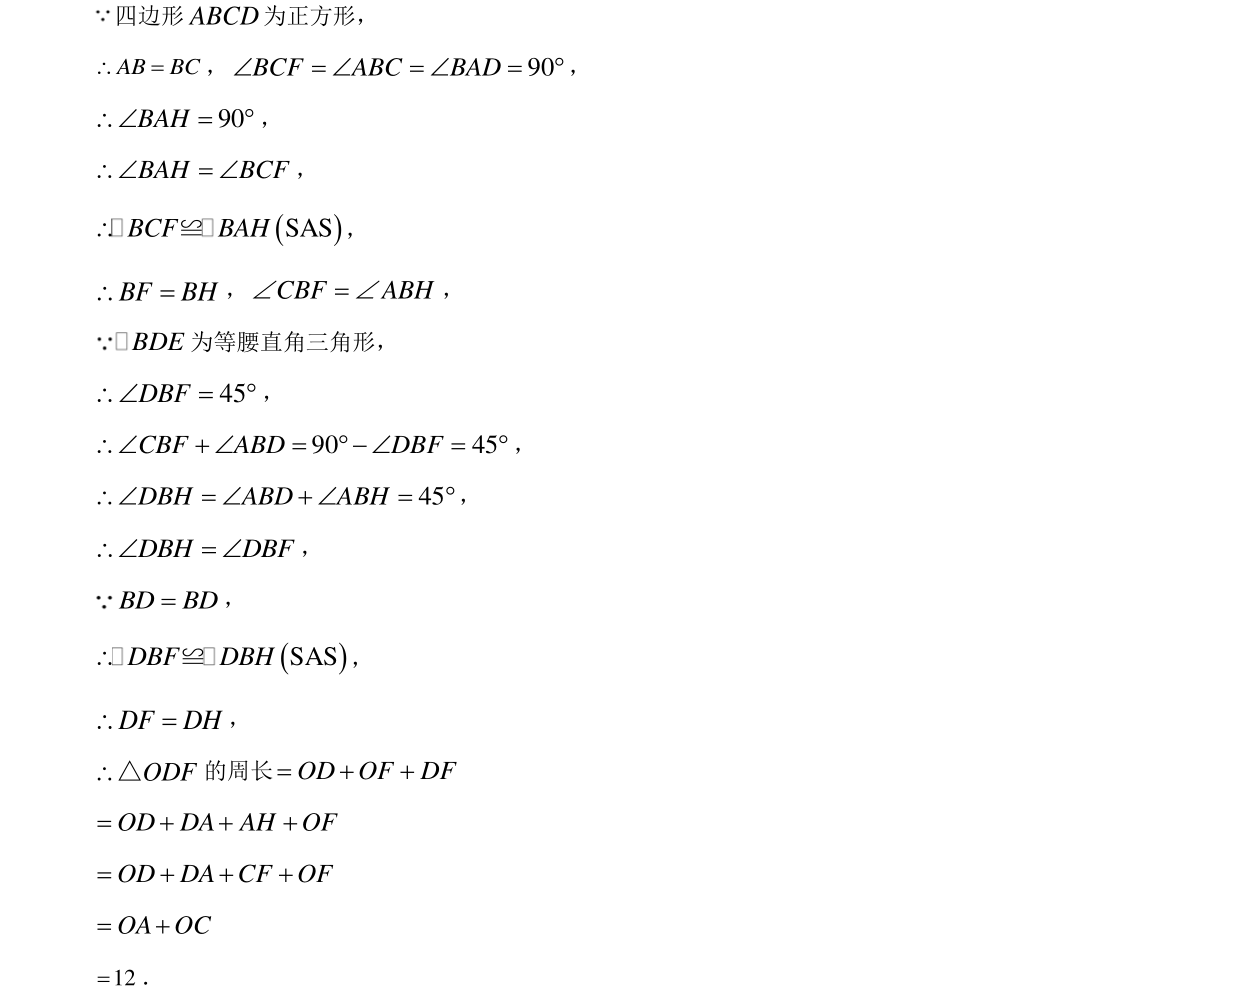 ∵四边形ABCD为正方形，
∴AB=BC，∠BCF=∠ABC=∠BAD=90°，
∴∠BAH=90°，
∴∠BAH=∠BCF，
∴□BCF≌□BAH(SAS)，
∴BF=BH，∠CBF=∠ABH，
∵□BDE为等腰直角三角形，
∴∠DBF=45°，
∴∠CBF+∠ABD=90°−∠DBF=45°，
∴∠DBH=∠ABD+∠ABH=45°，
∴∠DBH=∠DBF，
∵BD=BD，
∴□DBF≌□DBH(SAS)，
∴DF=DH，
∴△ODF的周长=OD+OF+DF
=OD+DA+AH+OF
=OD+DA+CF+OF
=OA+OC
=12．